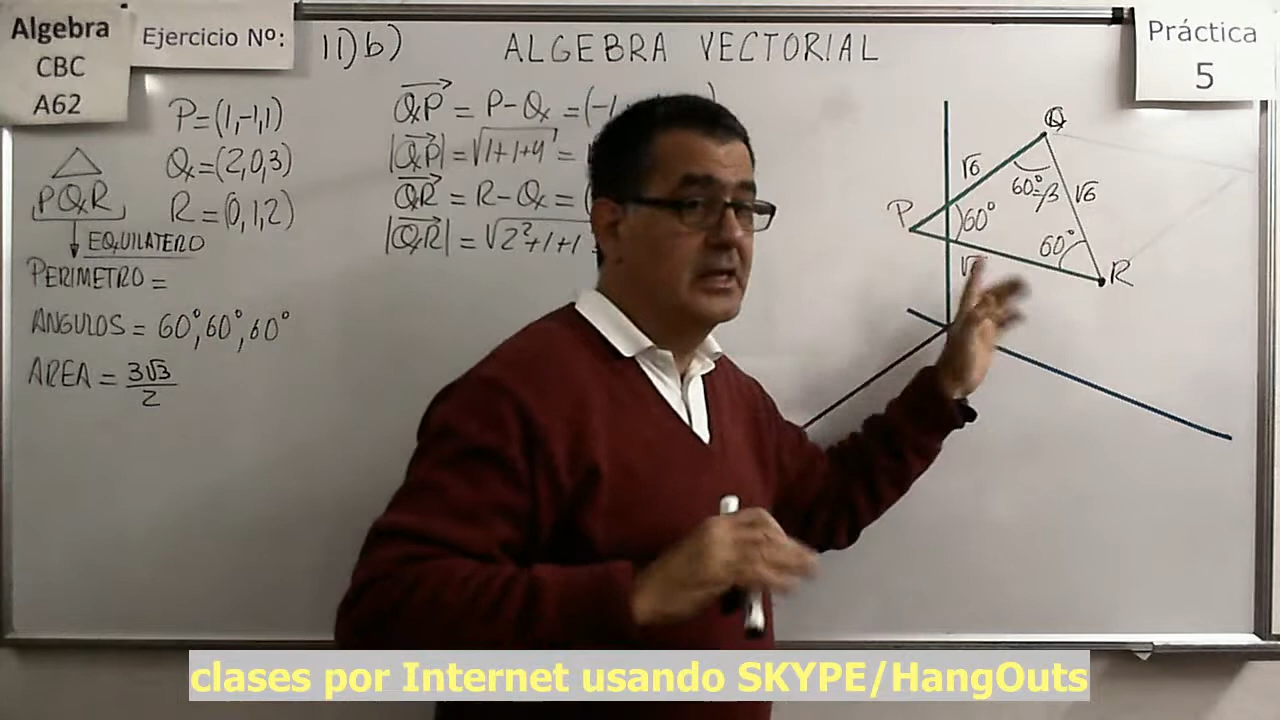 Algebra
CBC
A62
Ejercicio Nº:
11)b)
ALGEBRA VECTORIAL
Práctica
5
P=(1,-1,1)
Q=(2,0,3)
R=(0,1,2)
PQR
EQUILATERO
PERIMETRO =
ANGULOS = 60°, 60°, 60°
AREA = 3√3/2
QP = P-Q = (-1
|QP| = √1+1+4 =
QR = R-Q = (
|QR| = √2²+1+1
Q
√6
60°=β
√6
P
60°
60°
R
clases por Internet usando SKYPE/HangOuts